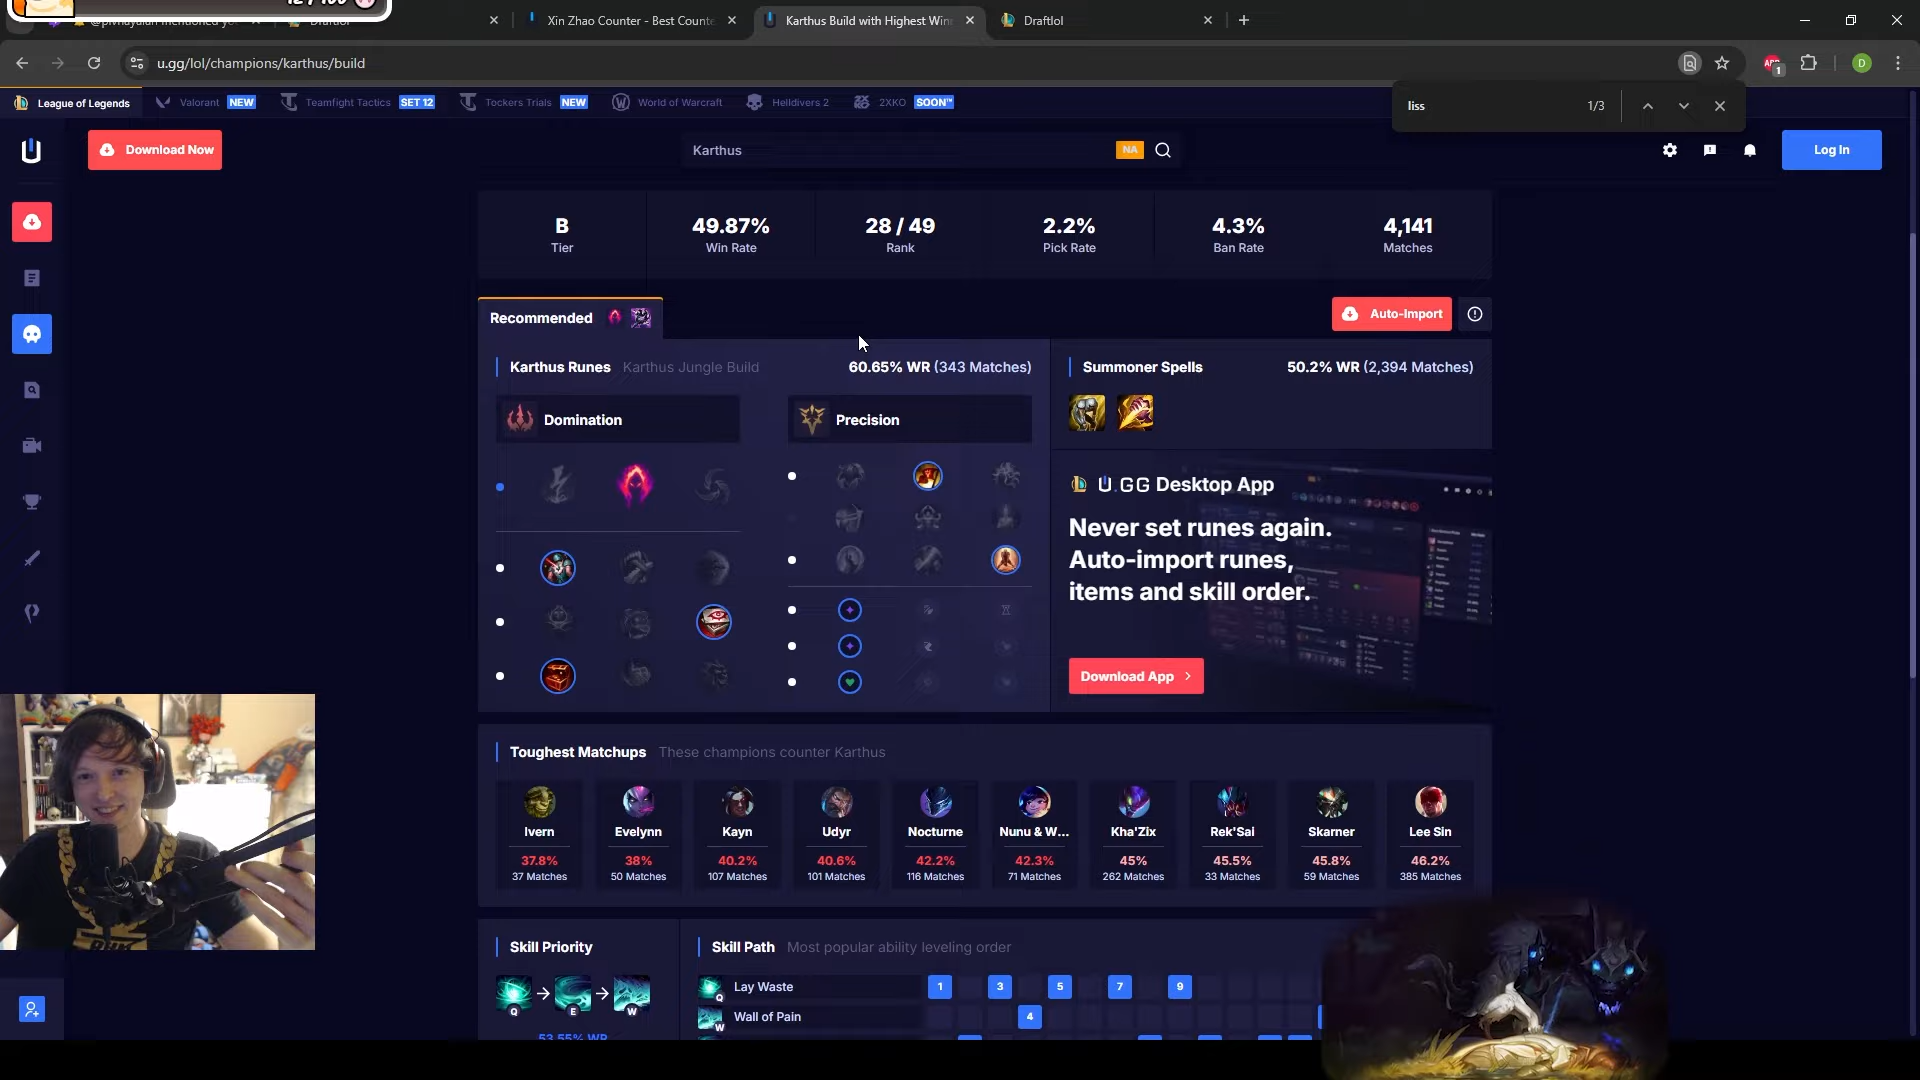 @pivnayalan mentioned yo
Draftlol
Xin Zhao Counter - Best Counte
Karthus Build with Highest Win
Draftlol
u.gg/lol/champions/karthus/build
liss 1/3
League of Legends
Valorant NEW
Teamfight Tactics SET 12
Tockers Trials NEW
World of Warcraft
Helldivers 2
2XKO SOON™
Download Now
Karthus
NA
Log In
B
Tier
49.87%
Win Rate
28 / 49
Rank
2.2%
Pick Rate
4.3%
Ban Rate
4,141
Matches
Recommended
Auto-Import
Karthus Runes Karthus Jungle Build 60.65% WR (343 Matches)
Domination
Precision
Summoner Spells 50.2% WR (2,394 Matches)
U.GG Desktop App
Never set runes again.
Auto-import runes,
items and skill order.
Download App
Toughest Matchups These champions counter Karthus
Ivern
37.8%
37 Matches
Evelynn
38%
50 Matches
Kayn
40.2%
107 Matches
Udyr
40.6%
101 Matches
Nocturne
42.2%
116 Matches
Nunu & W...
42.3%
71 Matches
Kha'Zix
45%
262 Matches
Rek'Sai
45.5%
33 Matches
Skarner
45.8%
59 Matches
Lee Sin
46.2%
385 Matches
Skill Priority
Q E W
53.55% WR
Skill Path Most popular ability leveling order
Q Lay Waste 1 3 5 7 9
W Wall of Pain 4